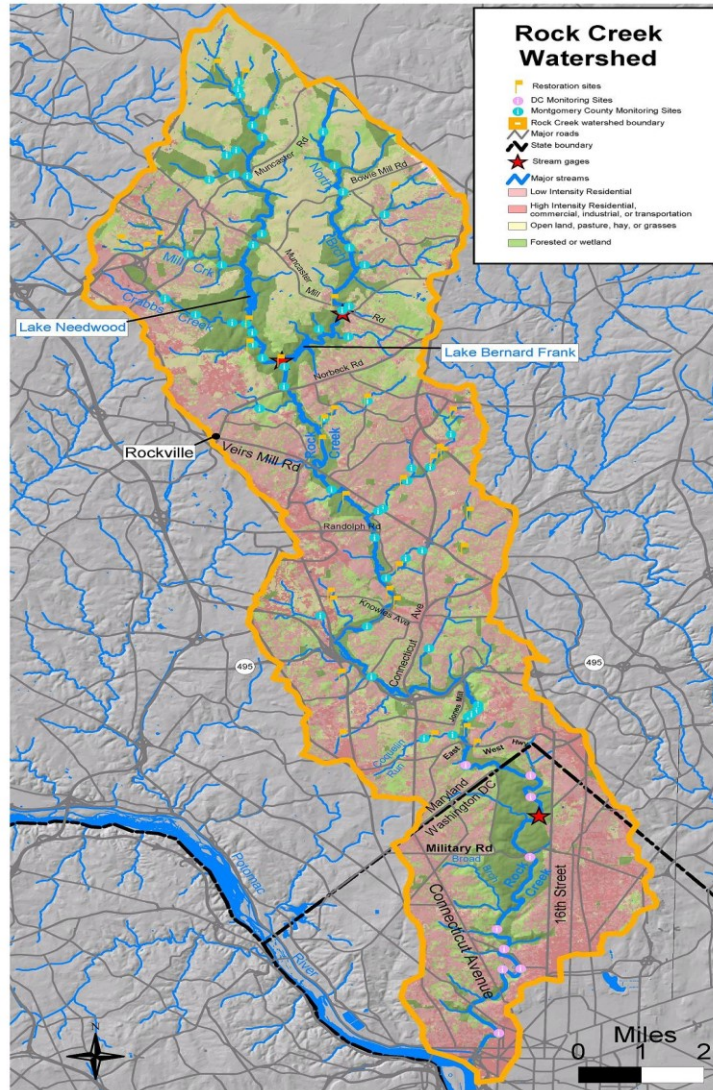 Rock Creek
Watershed
Restoration sites
DC Monitoring Sites
Montgomery County Monitoring Sites
Rock Creek watershed boundary
Major roads
State boundary
Stream gages
Major streams
Low Intensity Residential
High Intensity Residential,
commercial, industrial, or transportation
Open land, pasture, hay, or grasses
Forested or wetland
Muncaster Rd
North
Bowie Mill Rd
Mill Crk
Muncaster
Mill
Rd
Crabbs Creek
Lake Needwood
Lake Bernard Frank
Norbeck Rd
Rockville
Veirs Mill Rd
Rock
Creek
Randolph Rd
Knowles Ave
Connecticut
Ave
495
495
Jones Mill
Coquelin
Run
East
West
Hwy
Maryland
Washington DC
Military Rd
Broad
Rock
Creek
16th Street
Connecticut Avenue
Potomac
River
N
Miles
0 1 2